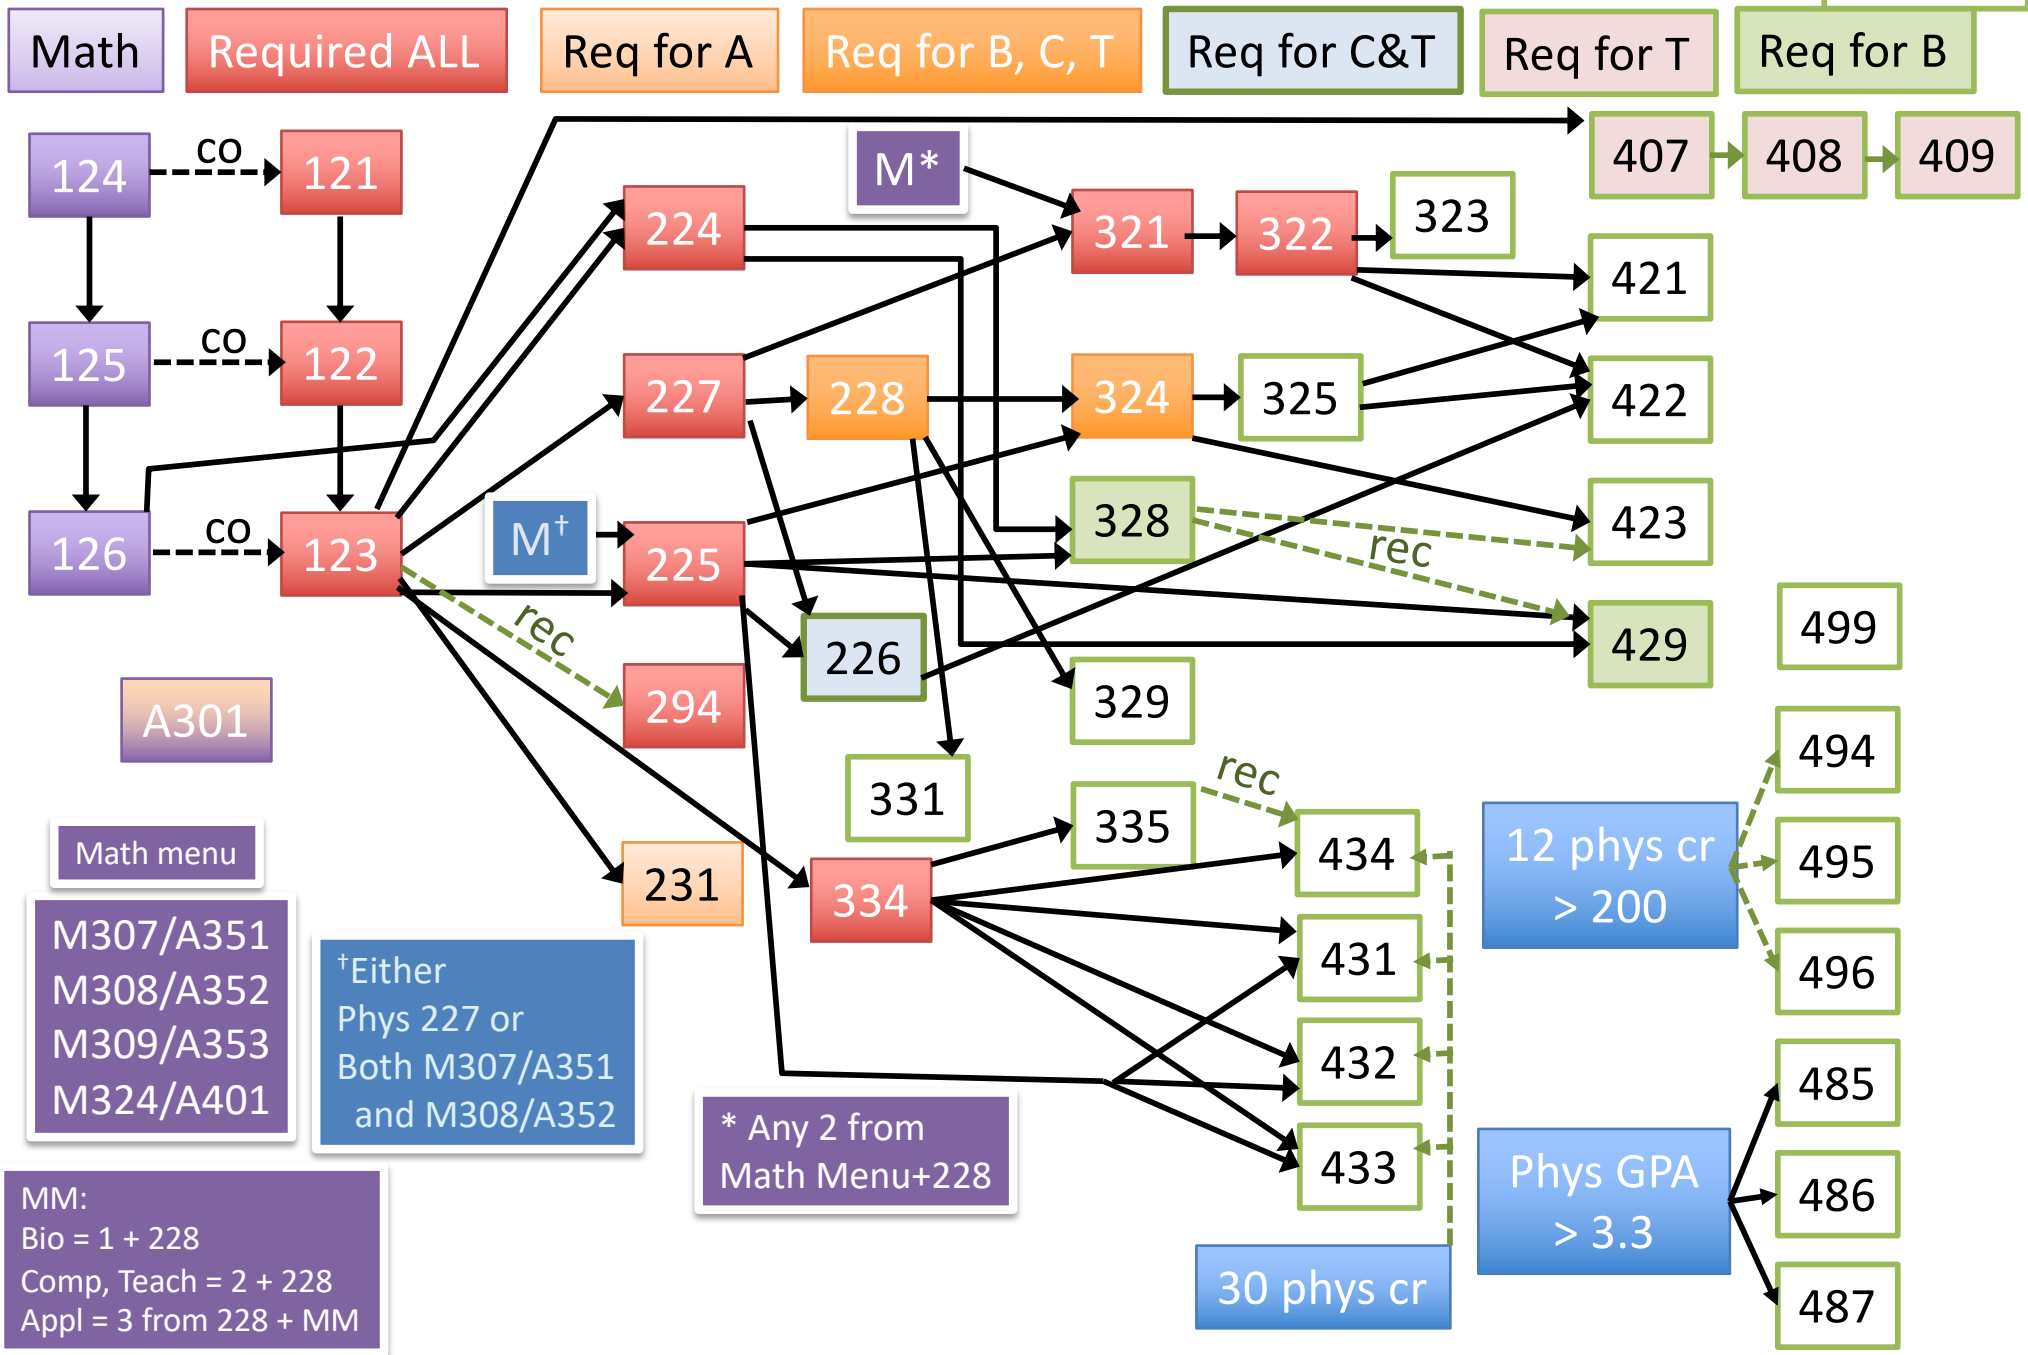 Math
Required ALL
Req for A
Req for B, C, T
Req for C&T
Req for T
Req for B
124
co
121
M*
407
408
409
224
321
322
323
421
125
co
122
227
228
324
325
422
126
co
123
M†
225
328
rec
423
rec
226
429
499
A301
294
329
494
331
335
rec
434
12 phys cr
> 200
495
Math menu
231
334
431
496
M307/A351
M308/A352
M309/A353
M324/A401
†Either
Phys 227 or
Both M307/A351
and M308/A352
432
485
* Any 2 from
Math Menu+228
433
Phys GPA
> 3.3
486
MM:
Bio = 1 + 228
Comp, Teach = 2 + 228
Appl = 3 from 228 + MM
30 phys cr
487